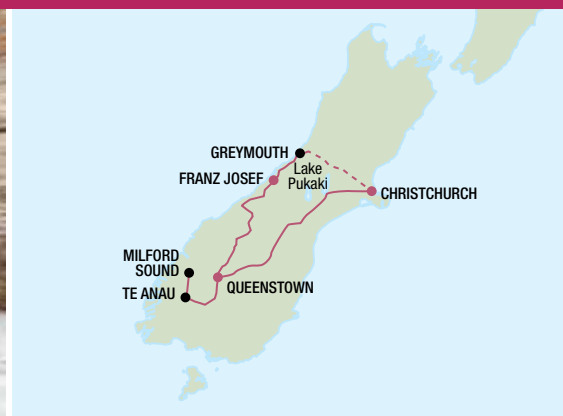 GREYMOUTH
Lake
Pukaki
FRANZ JOSEF
CHRISTCHURCH
MILFORD
SOUND
QUEENSTOWN
TE ANAU